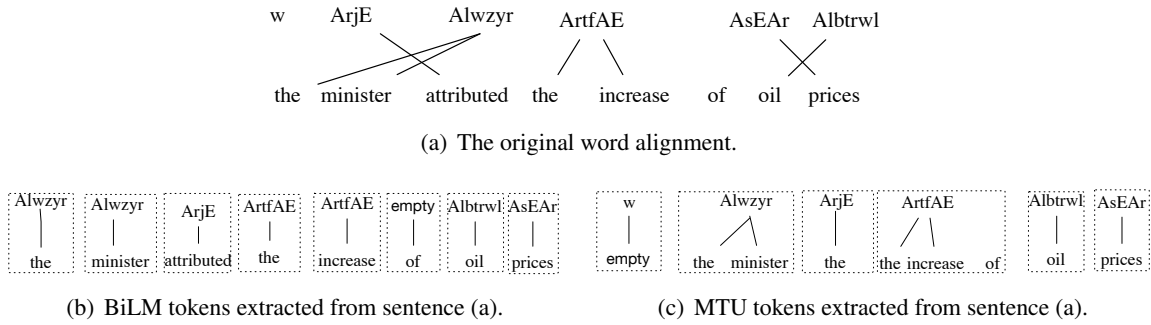 w ArjE Alwzyr ArtfAE AsEAr Albtrwl
the minister attributed the increase of oil prices
(a) The original word alignment.
Alwzyr Alwzyr ArjE ArtfAE ArtfAE empty Albtrwl AsEAr
the minister attributed the increase of oil prices
(b) BiLM tokens extracted from sentence (a).
w Alwzyr ArjE ArtfAE Albtrwl AsEAr
empty the minister the the increase of oil prices
(c) MTU tokens extracted from sentence (a).